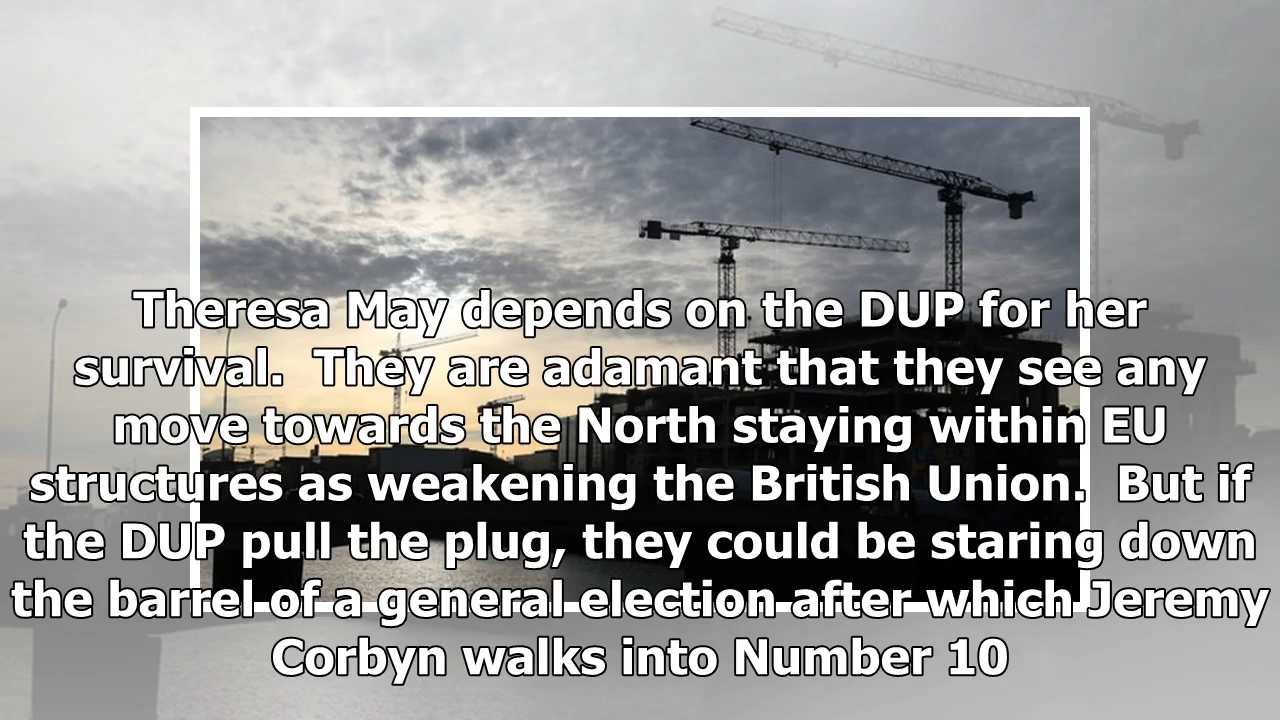 Theresa May depends on the DUP for her
survival.  They are adamant that they see any
move towards the North staying within EU
structures as weakening the British Union.  But if
the DUP pull the plug, they could be staring down
the barrel of a general election after which Jeremy
Corbyn walks into Number 10